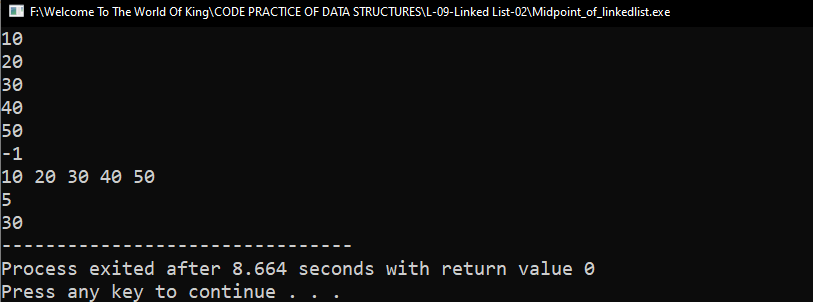 F:\Welcome To The World Of King\CODE PRACTICE OF DATA STRUCTURES\L-09-Linked List-02\Midpoint_of_linkedlist.exe
10
20
30
40
50
-1
10 20 30 40 50
5
30
--------------------------------
Process exited after 8.664 seconds with return value 0
Press any key to continue . . .